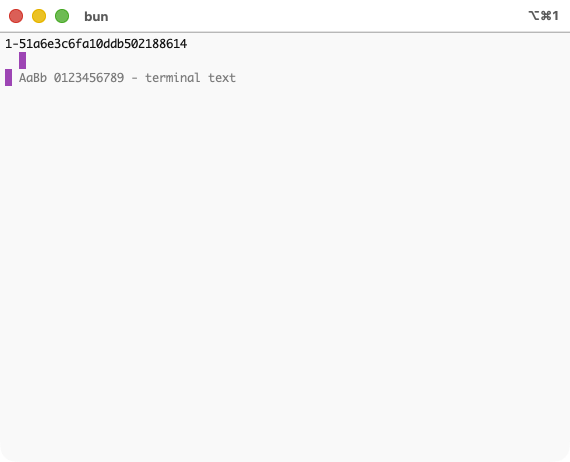 bun ⌥⌘1
1-51a6e3c6fa10ddb502188614
AaBb 0123456789 - terminal text